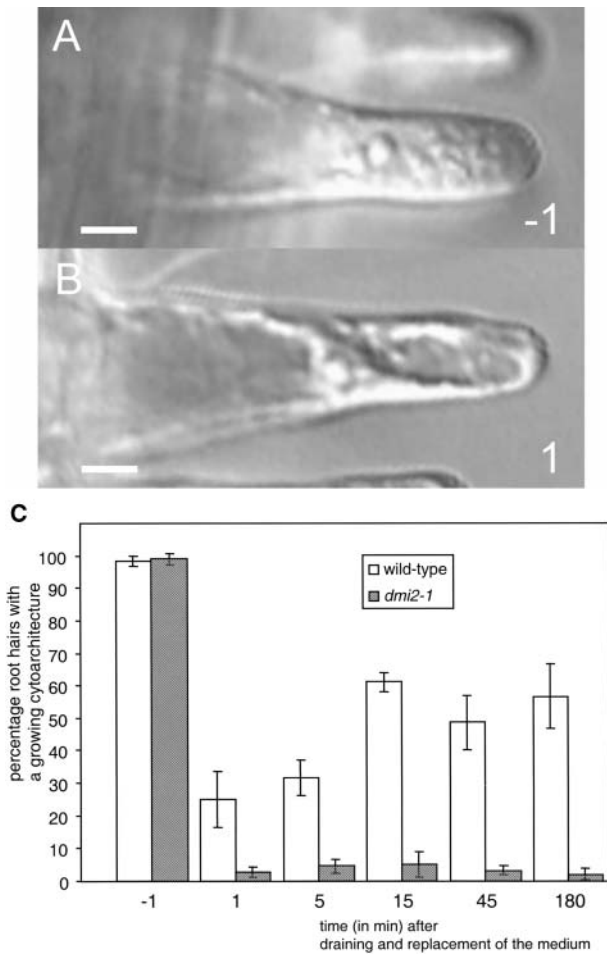 A
-1
B
1
C
100
90
80
70
60
50
40
30
20
10
0
percentage root hairs with
a growing cytoarchitecture
wild-type
dmi2-1
-1 1 5 15 45 180
time (in min) after
draining and replacement of the medium